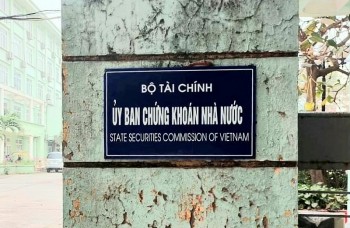 BỘ TÀI CHÍNH
ỦY BAN CHỨNG KHOÁN NHÀ NƯỚC
STATE SECURITIES COMMISSION OF VIETNAM